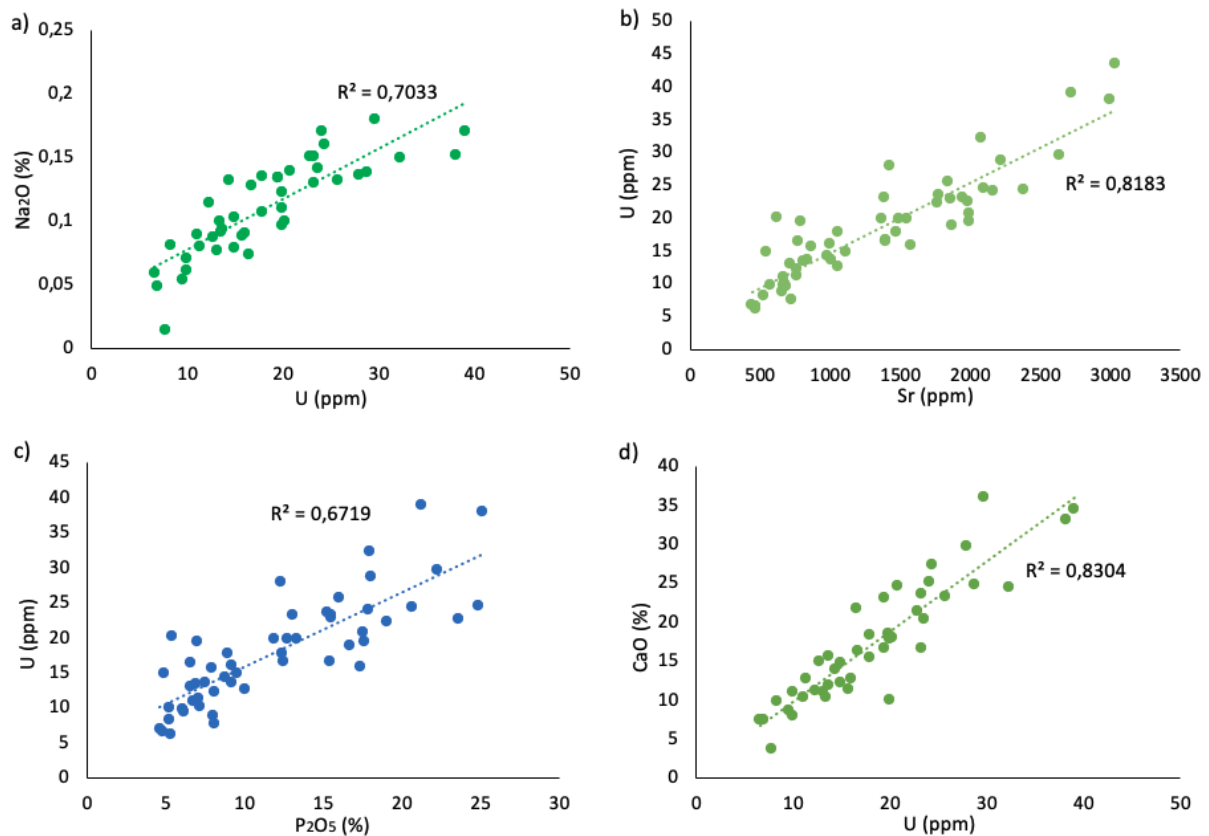 a)
0,25
0,2
0,15
0,1
0,05
0
Na₂O (%)
R² = 0,7033
0 10 20 30 40 50
U (ppm)
b)
50
45
40
35
30
25
20
15
10
5
0
U (ppm)
R² = 0,8183
0 500 1000 1500 2000 2500 3000 3500
Sr (ppm)
c)
45
40
35
30
25
20
15
10
5
0
U (ppm)
R² = 0,6719
0 5 10 15 20 25 30
P₂O₅ (%)
d)
40
35
30
25
20
15
10
5
0
CaO (%)
R² = 0,8304
0 10 20 30 40 50
U (ppm)